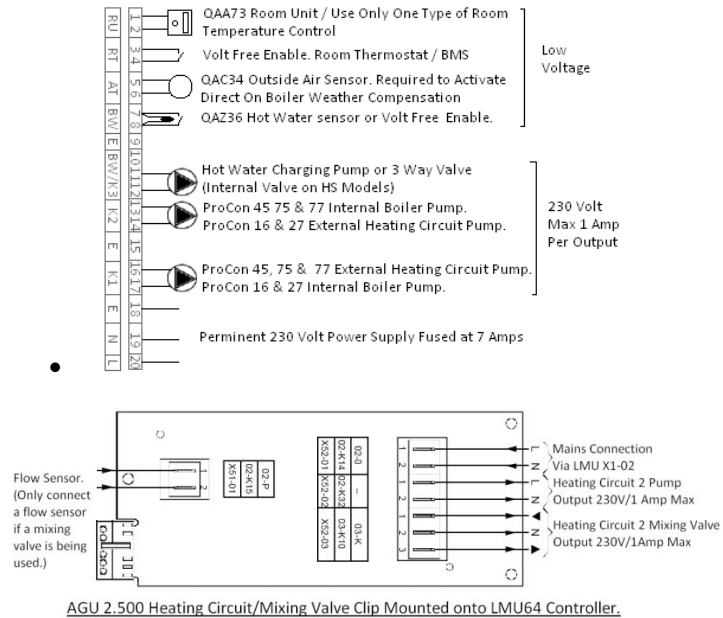 RU
RT
AT
BW
E
BW/K3
K2
E
K1
E
N
L
1
2
3
4
5
6
7
8
9
10
11
12
13
14
15
16
17
18
19
20
QAA73 Room Unit / Use Only One Type of Room
Temperature Control
Volt Free Enable. Room Thermostat / BMS
QAC34 Outside Air Sensor. Required to Activate
Direct On Boiler Weather Compensation
QAZ36 Hot Water sensor or Volt Free Enable.
Low
Voltage
Hot Water Charging Pump or 3 Way Valve
(Internal Valve on HS Models)
ProCon 45 75 & 77 Internal Boiler Pump.
ProCon 16 & 27 External Heating Circuit Pump.
ProCon 45, 75 & 77 External Heating Circuit Pump.
ProCon 16 & 27 Internal Boiler Pump.
230 Volt
Max 1 Amp
Per Output
Perminent 230 Volt Power Supply Fused at 7 Amps
Flow Sensor.
(Only connect
a flow sensor
if a mixing
valve is being
used.)
1
2
X51-01
02-K15
02-P
X52-01
02-K14
02-0
X52-02
02-K32
--
X52-03
03-K10
03-K
1
2
1
2
1
2
3
L
N
L
N
N
Mains Connection
Via LMU X1-02
Heating Circuit 2 Pump
Output 230V/1 Amp Max
Heating Circuit 2 Mixing Valve
Output 230V/1Amp Max
AGU 2.500 Heating Circuit/Mixing Valve Clip Mounted onto LMU64 Controller.